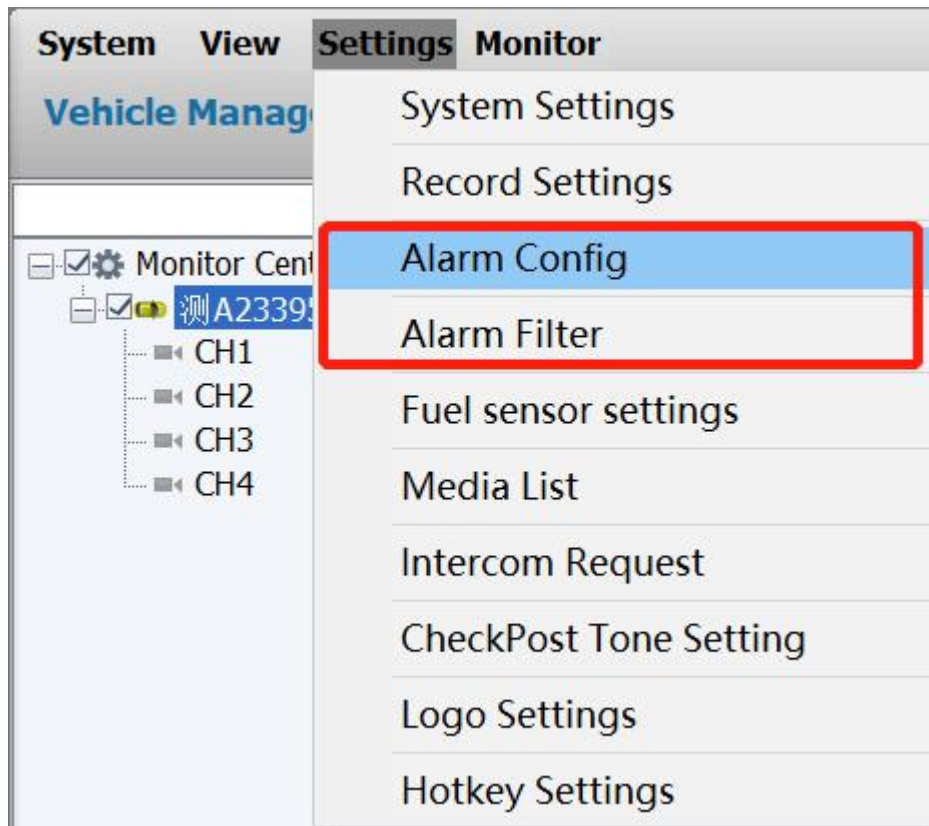 System View Settings Monitor
Vehicle Manag
System Settings
Record Settings
Alarm Config
Alarm Filter
Fuel sensor settings
Media List
Intercom Request
CheckPost Tone Setting
Logo Settings
Hotkey Settings
Monitor Cent
测A23395
CH1
CH2
CH3
CH4